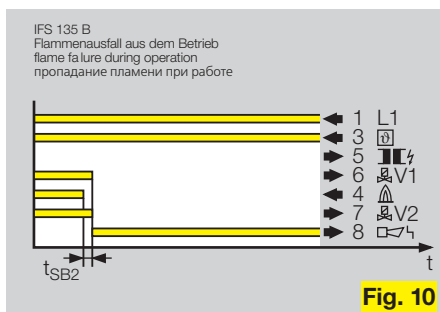 IFS 135 B
Flammenausfall aus dem Betrieb
flame failure during operation
пропадание пламени при работе
1 L1
3 ϑ
5
6 V1
4
7 V2
8
tSB2
t
Fig. 10